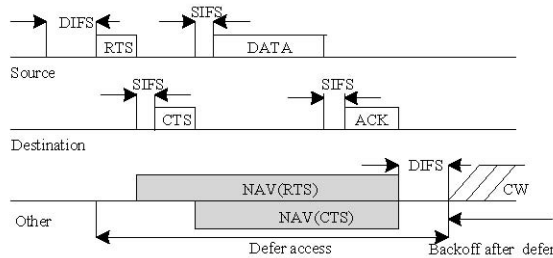 DIFS
SIFS
RTS
DATA
Source
SIFS
SIFS
CTS
ACK
Destination
DIFS
NAV(RTS)
CW
NAV(CTS)
Other
Defer access
Backoff after defer